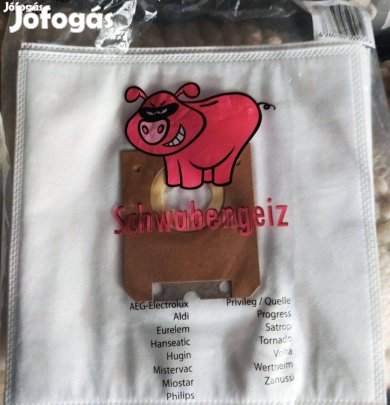 Jófogás
Jófogás
Schwabengeiz
AEG-Electrolux
Aldi
Eurelem
Hanseatic
Hugin
Mistervac
Miostar
Philips
Privileg / Quelle
Progress
Satrap
Tornado
Volta
Wertheim
Zanussi